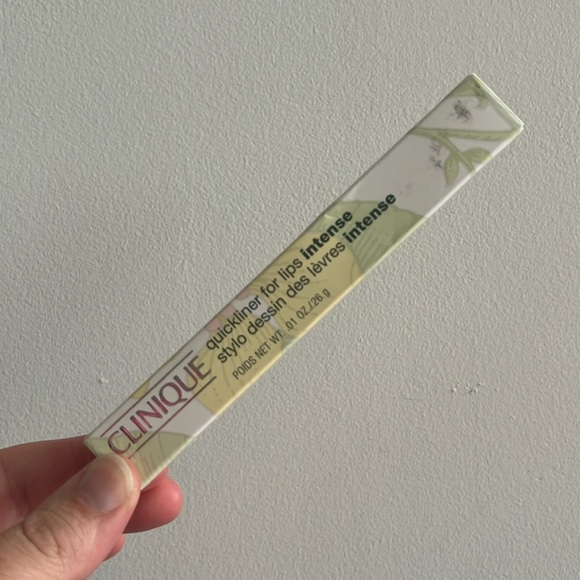 CLINIQUE
quickliner for lips intense
stylo dessin des lèvres intense
POIDS NET WT. .01 OZ./.26 g